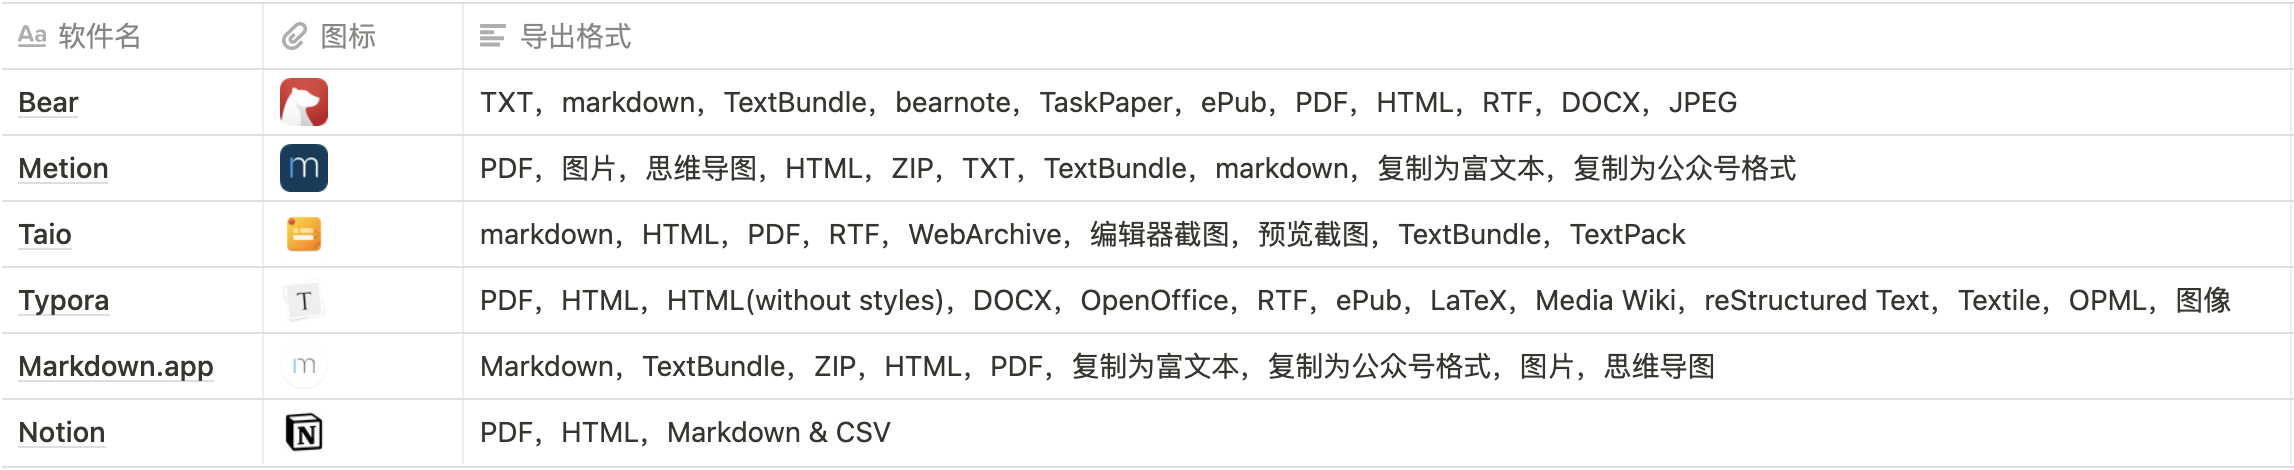 Aa 软件名 图标 导出格式
Bear TXT，markdown，TextBundle，bearnote，TaskPaper，ePub，PDF，HTML，RTF，DOCX，JPEG
Metion m PDF，图片，思维导图，HTML，ZIP，TXT，TextBundle，markdown，复制为富文本，复制为公众号格式
Taio markdown，HTML，PDF，RTF，WebArchive，编辑器截图，预览截图，TextBundle，TextPack
Typora T PDF，HTML，HTML(without styles)，DOCX，OpenOffice，RTF，ePub，LaTeX，Media Wiki，reStructured Text，Textile，OPML，图像
Markdown.app m Markdown，TextBundle，ZIP，HTML，PDF，复制为富文本，复制为公众号格式，图片，思维导图
Notion N PDF，HTML，Markdown & CSV